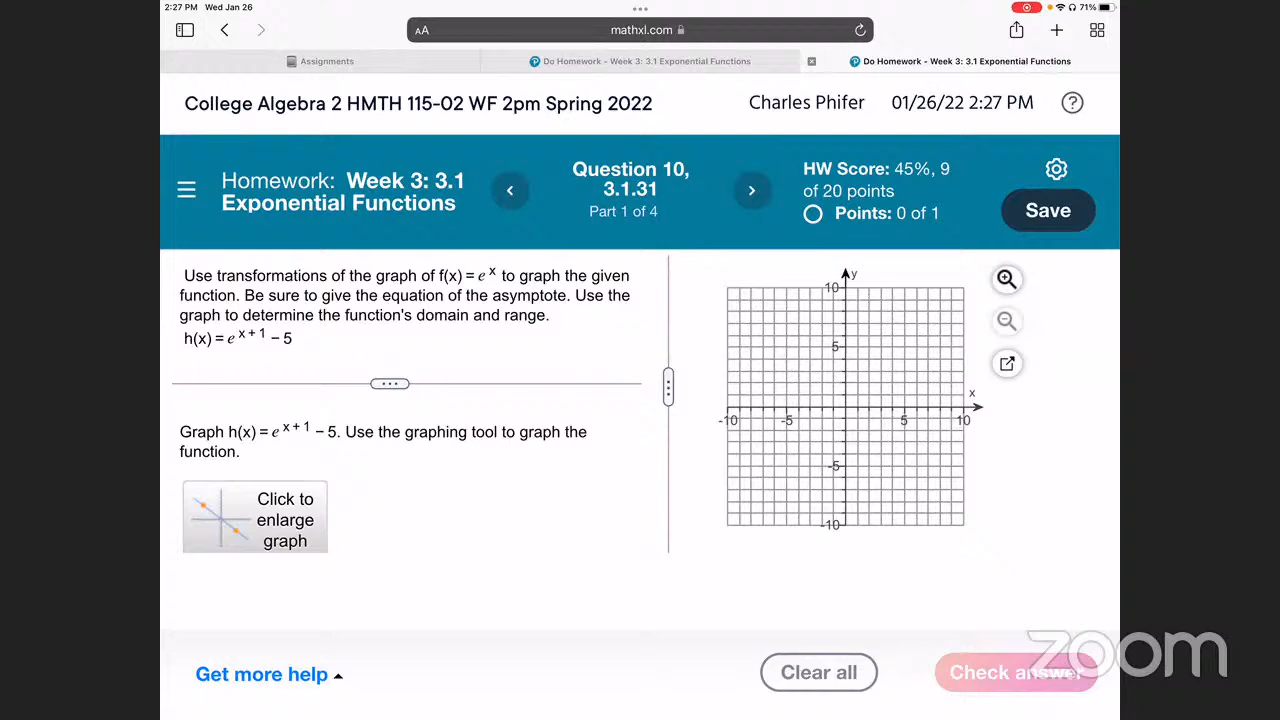 2:27 PM Wed Jan 26
71%
AA
mathxl.com
Assignments
Do Homework - Week 3: 3.1 Exponential Functions
Do Homework - Week 3: 3.1 Exponential Functions
College Algebra 2 HMTH 115-02 WF 2pm Spring 2022
Charles Phifer
01/26/22 2:27 PM
?
Homework: Week 3: 3.1
Exponential Functions
Question 10,
3.1.31
Part 1 of 4
HW Score: 45%, 9
of 20 points
Points: 0 of 1
Save
Use transformations of the graph of f(x) = e^x to graph the given
function. Be sure to give the equation of the asymptote. Use the
graph to determine the function's domain and range.
h(x) = e^x + 1 − 5
Graph h(x) = e^x + 1 − 5. Use the graphing tool to graph the
function.
Click to
enlarge
graph
y
10
5
x
-10
-5
5
10
-5
-10
Get more help
Clear all
Check answer
zoom